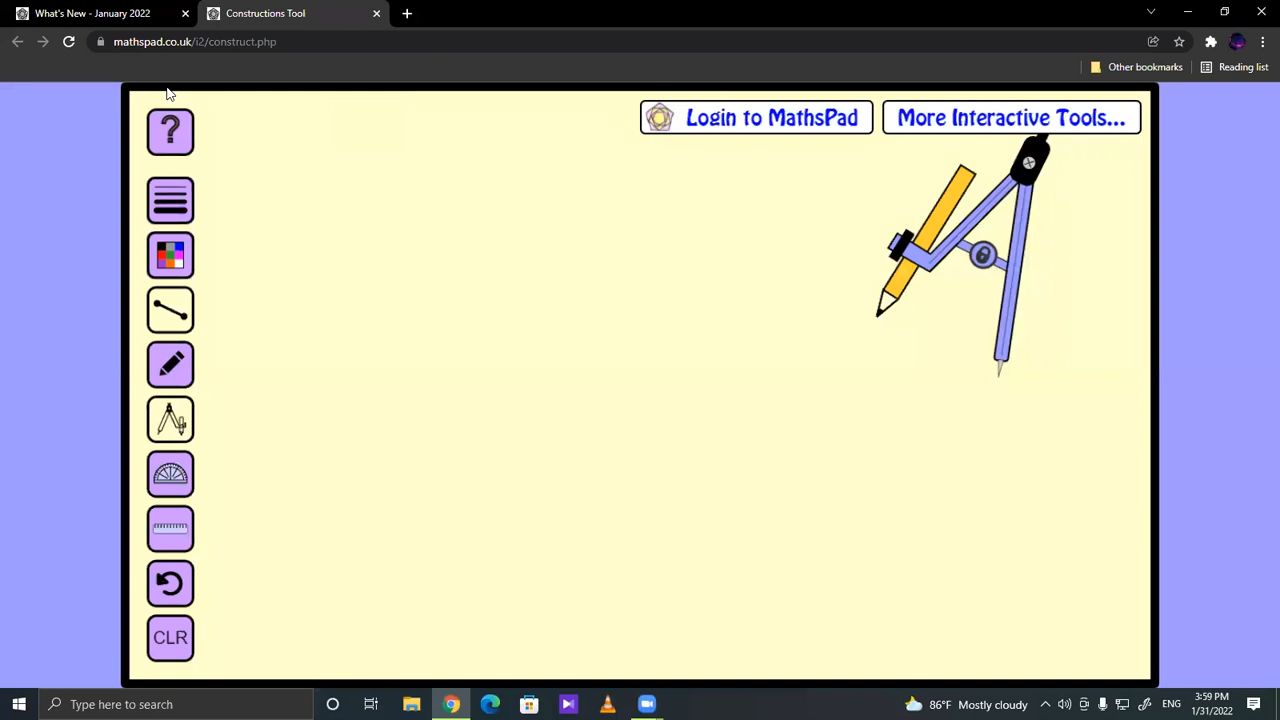 What's New - January 2022
Constructions Tool
mathspad.co.uk/i2/construct.php
Other bookmarks
Reading list
?
Login to MathsPad
More Interactive Tools...
CLR
Type here to search
86°F Mostly cloudy
ENG
3:59 PM
1/31/2022